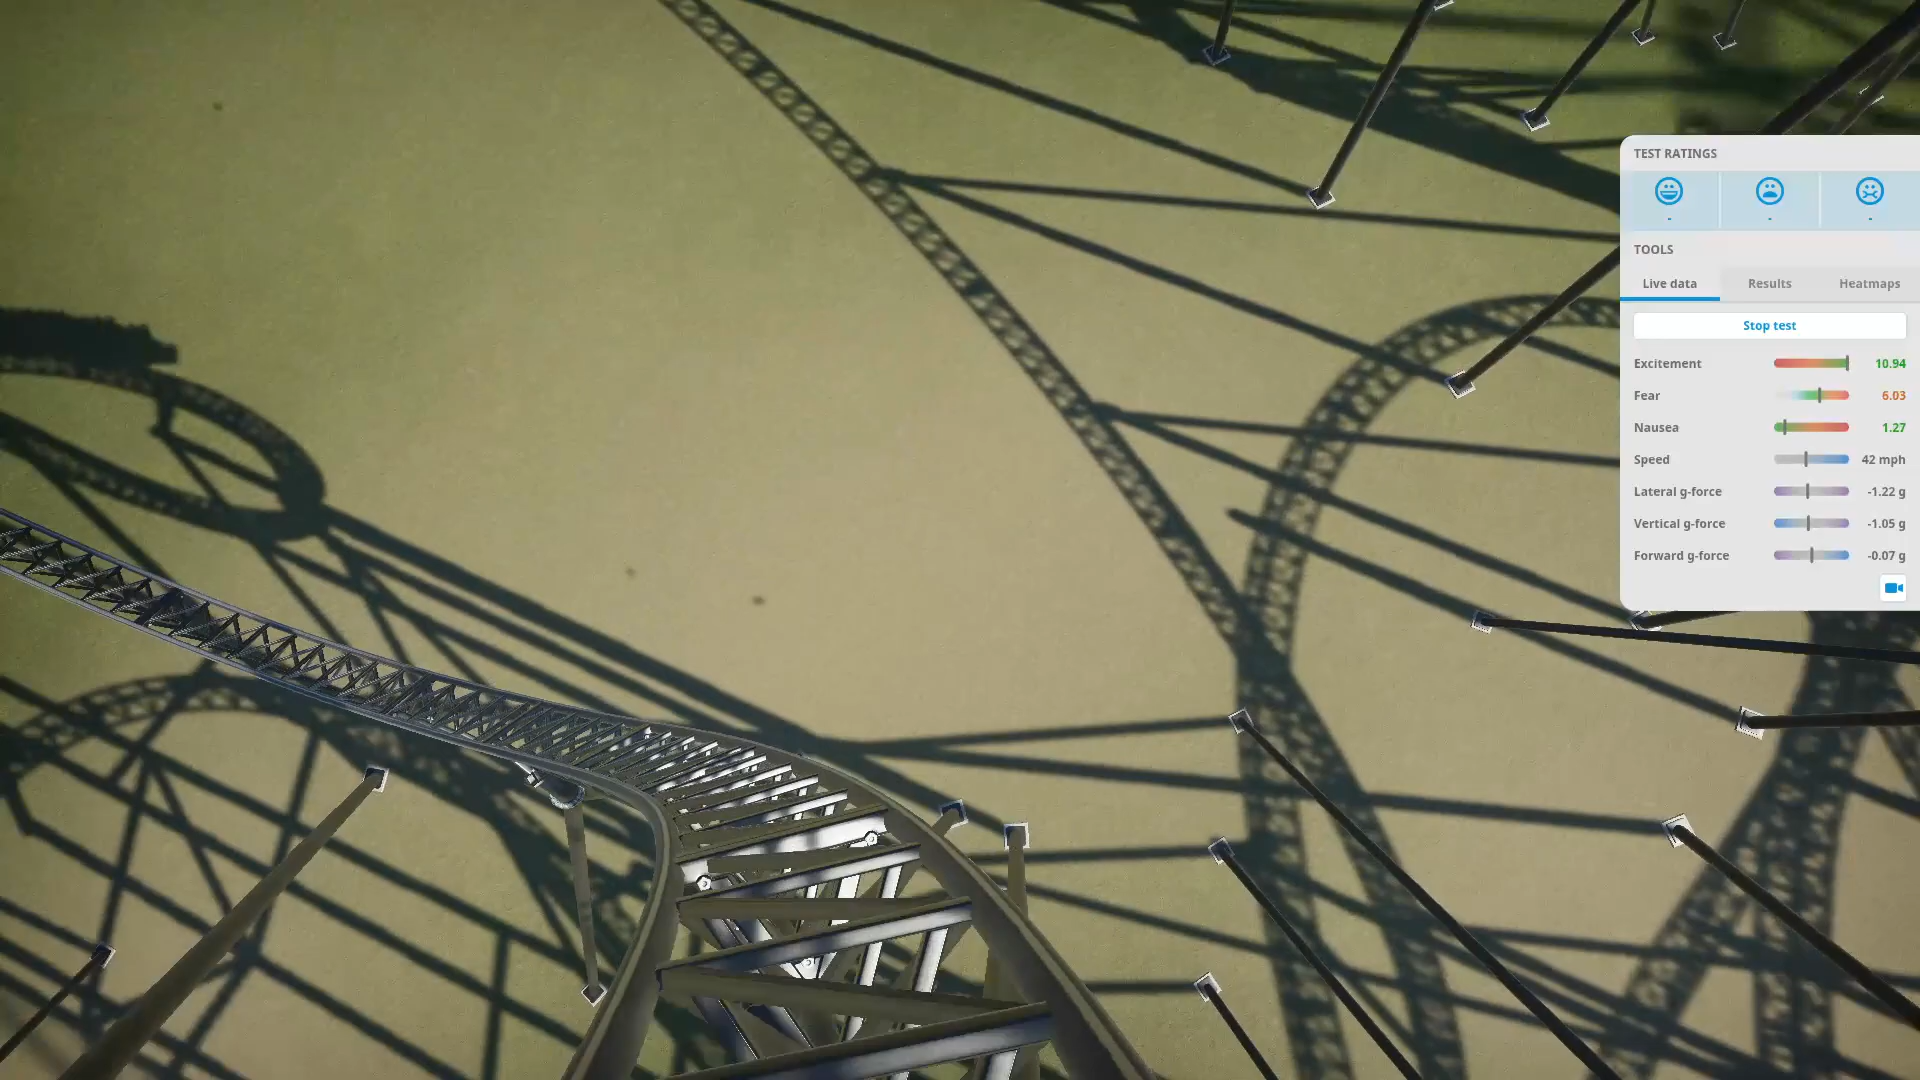 TEST RATINGS
- - -
TOOLS
Live data Results Heatmaps
Stop test
Excitement 10.94
Fear 6.03
Nausea 1.27
Speed 42 mph
Lateral g-force -1.22 g
Vertical g-force -1.05 g
Forward g-force -0.07 g